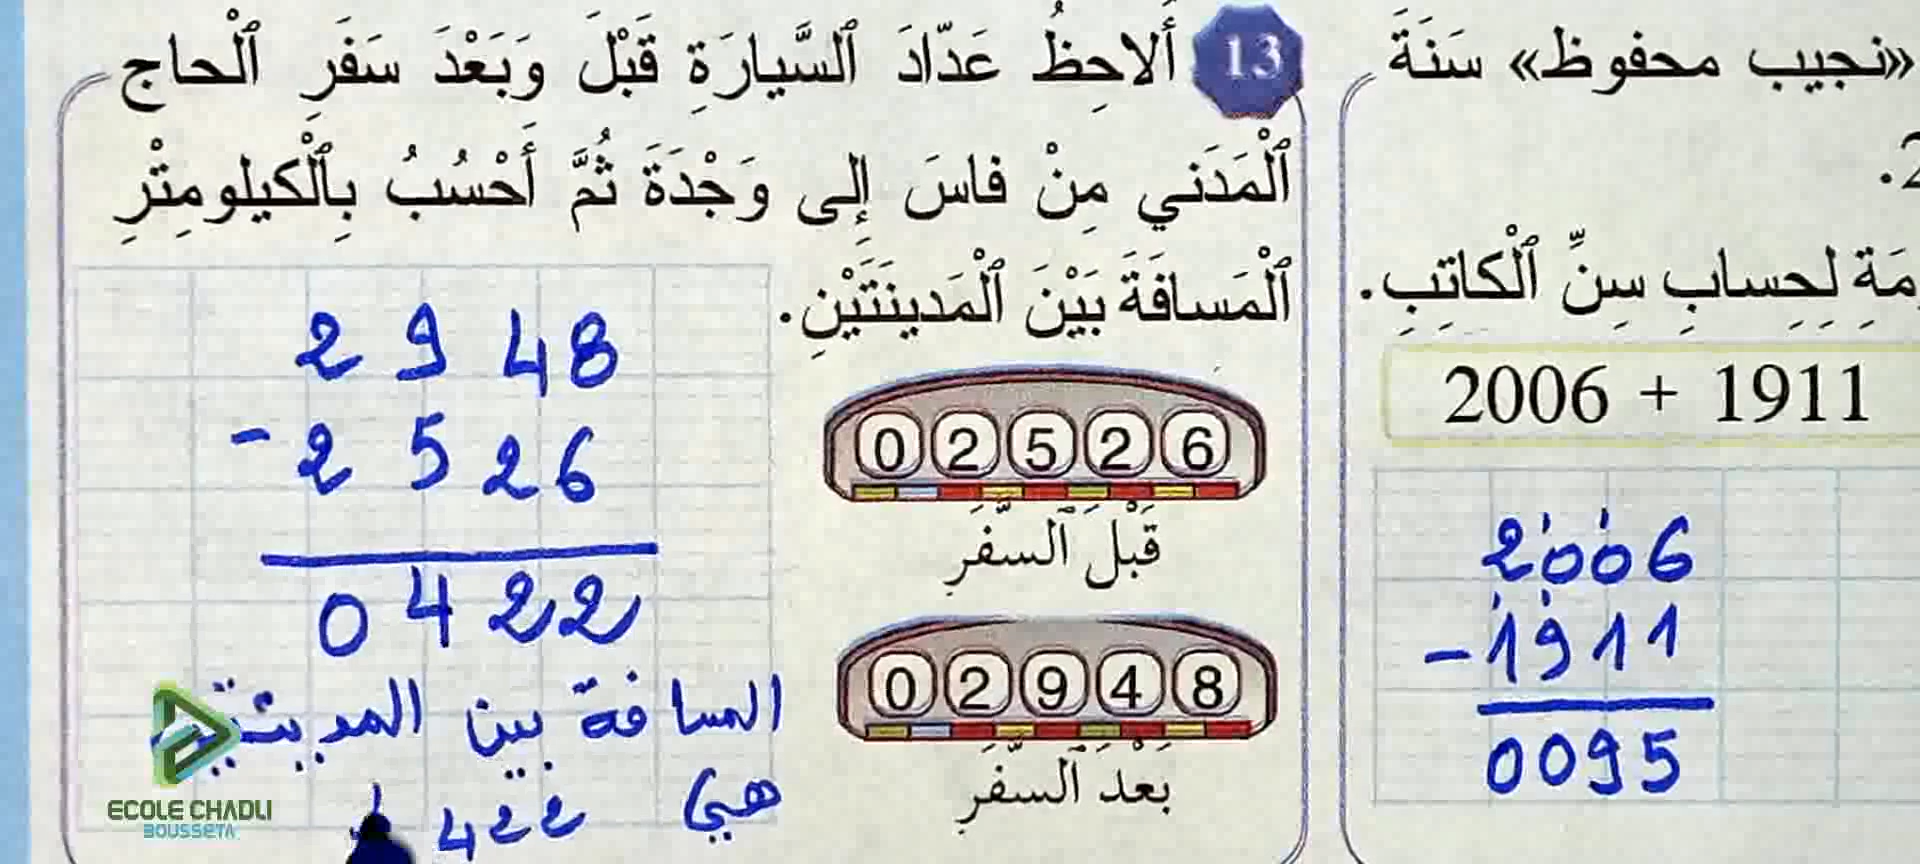 «نجيب محفوظ» سَنَةَ
2.
مَةِ لِحِسابِ سِنِّ ٱلْكاتِبِ.
2006 + 1911
2006
- 1911
0095
13
أُلاحِظُ عَدّادَ ٱلسَّيارَةِ قَبْلَ وَبَعْدَ سَفَرِ ٱلْحاج
ٱلْمَدَني مِنْ فاسَ إِلى وَجْدَةَ ثُمَّ أَحْسُبُ بِٱلْكيلومِتْرِ
ٱلْمَسافَةَ بَيْنَ ٱلْمَدينَتَيْنِ.
02526
قَبْلَ ٱلسَّفَرِ
02948
بَعْدَ ٱلسَّفَرِ
2948
- 2526
0422
المسافة بين
هي 422
ECOLE CHADLI
BOUSSETA